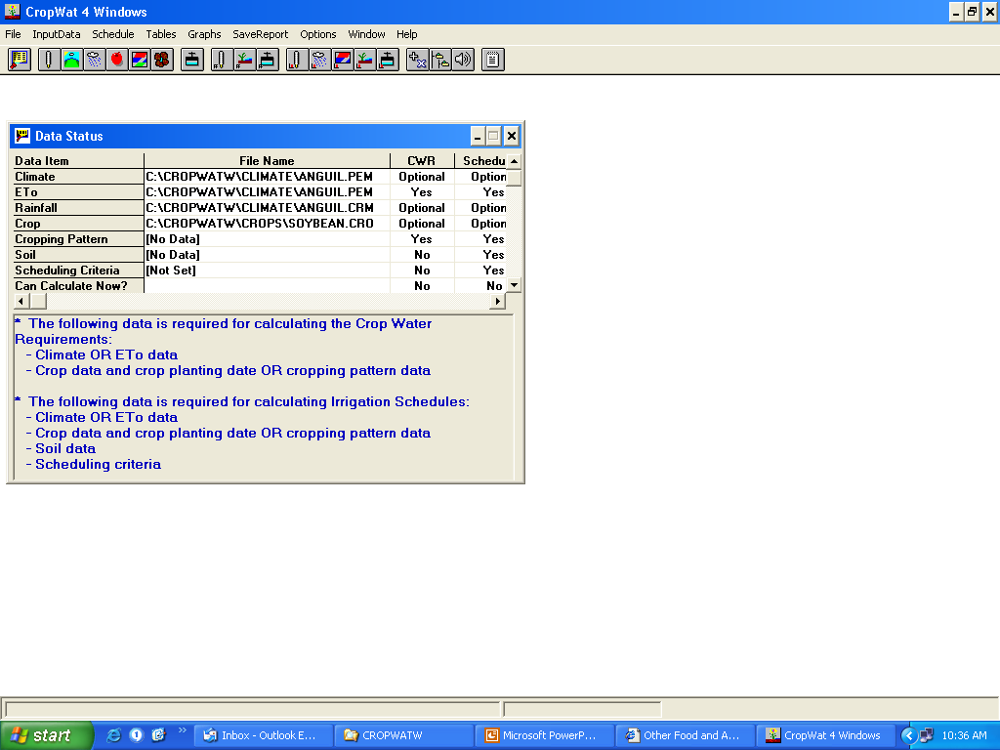 CropWat 4 Windows
File InputData Schedule Tables Graphs SaveReport Options Window Help
Data Status
Data Item File Name CWR Schedu
Climate C:\CROPWATW\CLIMATE\ANGUIL.PEM Optional Option
ETo C:\CROPWATW\CLIMATE\ANGUIL.PEM Yes Yes
Rainfall C:\CROPWATW\CLIMATE\ANGUIL.CRM Optional Option
Crop C:\CROPWATW\CROPS\SOYBEAN.CRO Optional Option
Cropping Pattern [No Data] Yes Yes
Soil [No Data] No Yes
Scheduling Criteria [Not Set] No Yes
Can Calculate Now? No No
* The following data is required for calculating the Crop Water
Requirements:
- Climate OR ETo data
- Crop data and crop planting date OR cropping pattern data
* The following data is required for calculating Irrigation Schedules:
- Climate OR ETo data
- Crop data and crop planting date OR cropping pattern data
- Soil data
- Scheduling criteria
start Inbox - Outlook E... CROPWATW Microsoft PowerP... Other Food and A... CropWat 4 Windows 10:36 AM